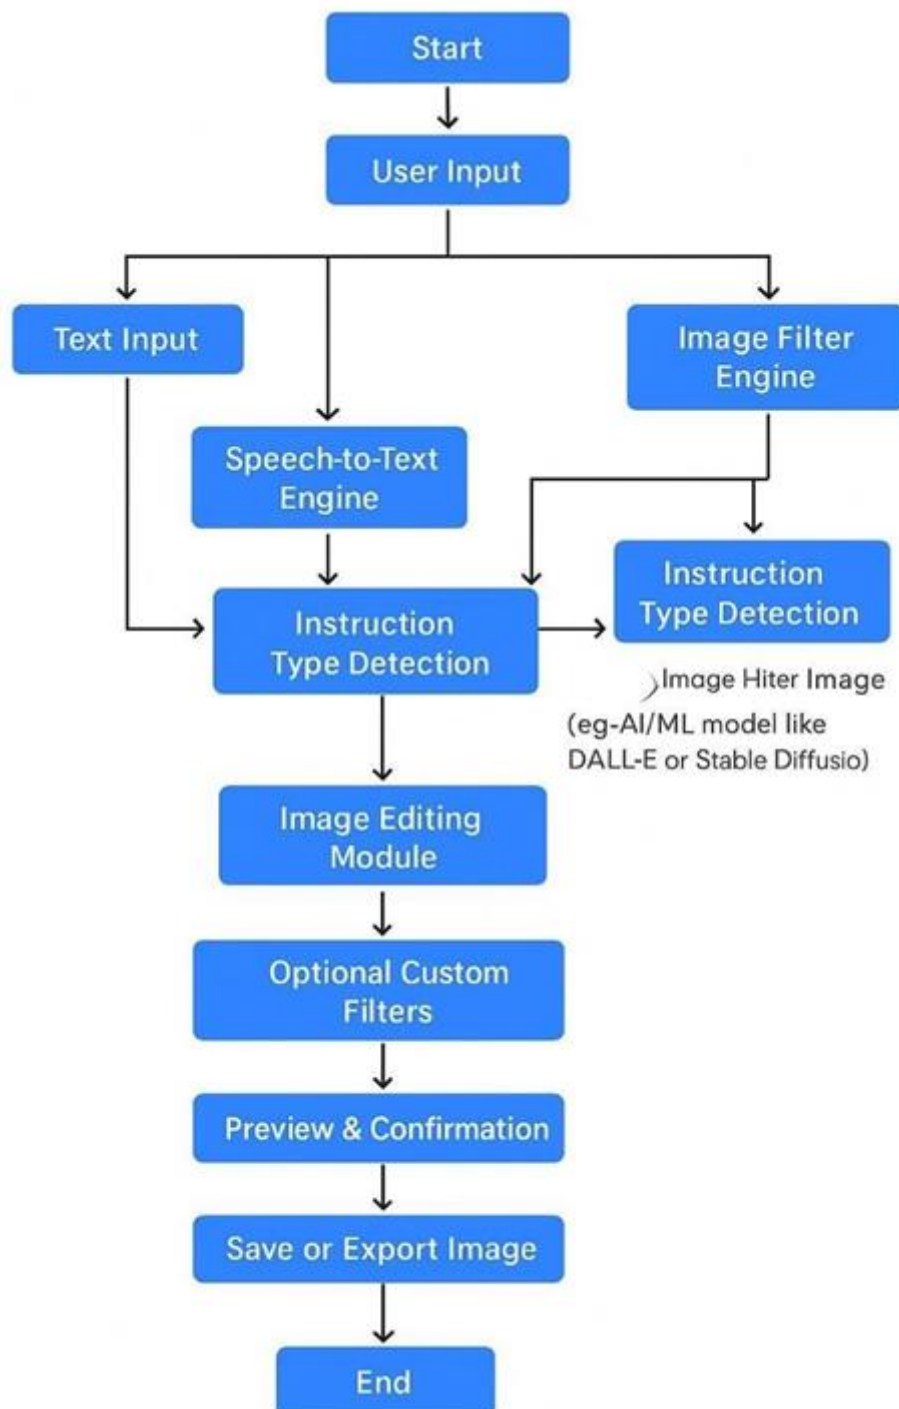 Start
User Input
Text Input
Image Filter
Engine
Speech-to-Text
Engine
Instruction
Type Detection
Instruction
Type Detection
Image Hiter Image
(eg-AI/ML model like
DALL-E or Stable Diffusio)
Image Editing
Module
Optional Custom
Filters
Preview & Confirmation
Save or Export Image
End